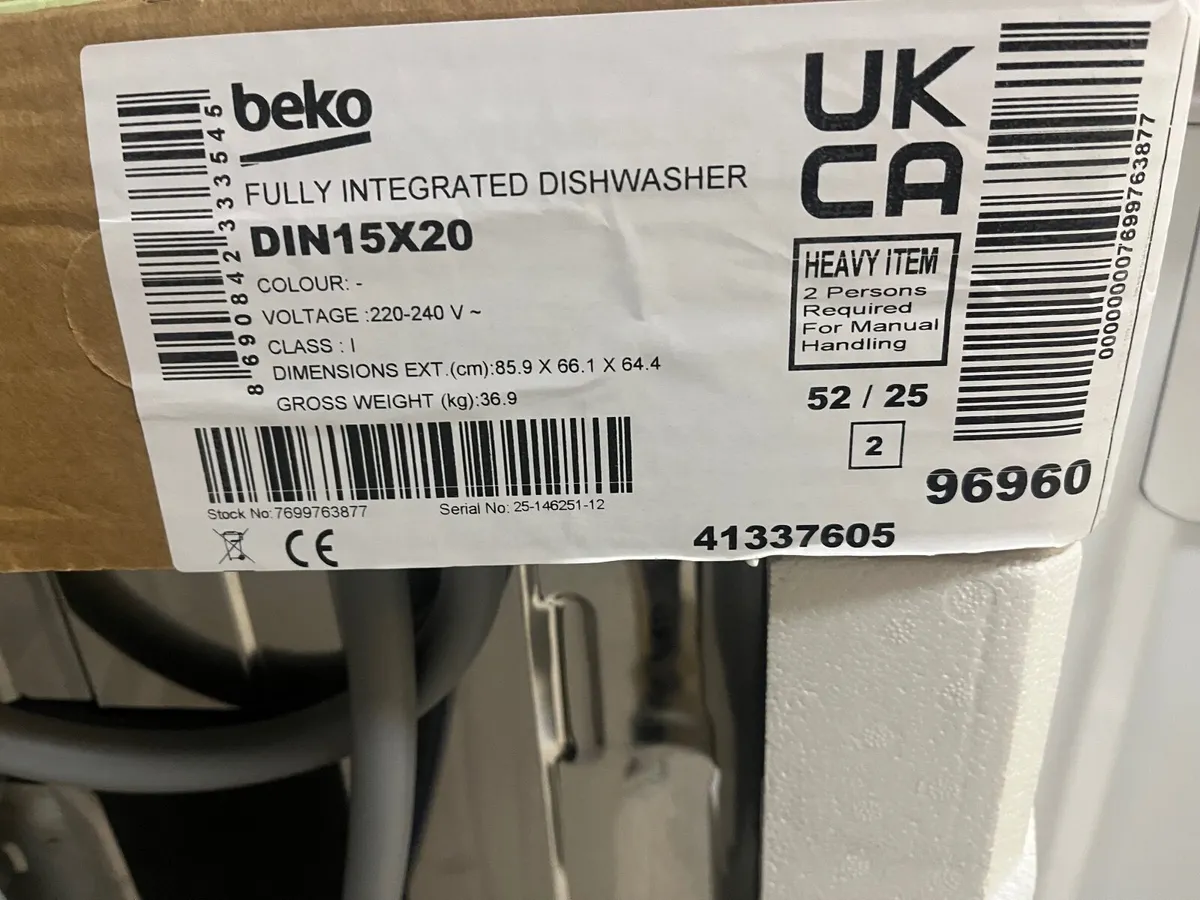 beko
FULLY INTEGRATED DISHWASHER
DIN15X20
COLOUR: -
VOLTAGE :220-240 V ~
CLASS : I
DIMENSIONS EXT.(cm):85.9 X 66.1 X 64.4
GROSS WEIGHT (kg):36.9
8690842333545
Stock No:7699763877
Serial No: 25-146251-12
CE
UK
CA
HEAVY ITEM
2 Persons
Required
For Manual
Handling
52 / 25
2
96960
41337605
000000007699763877